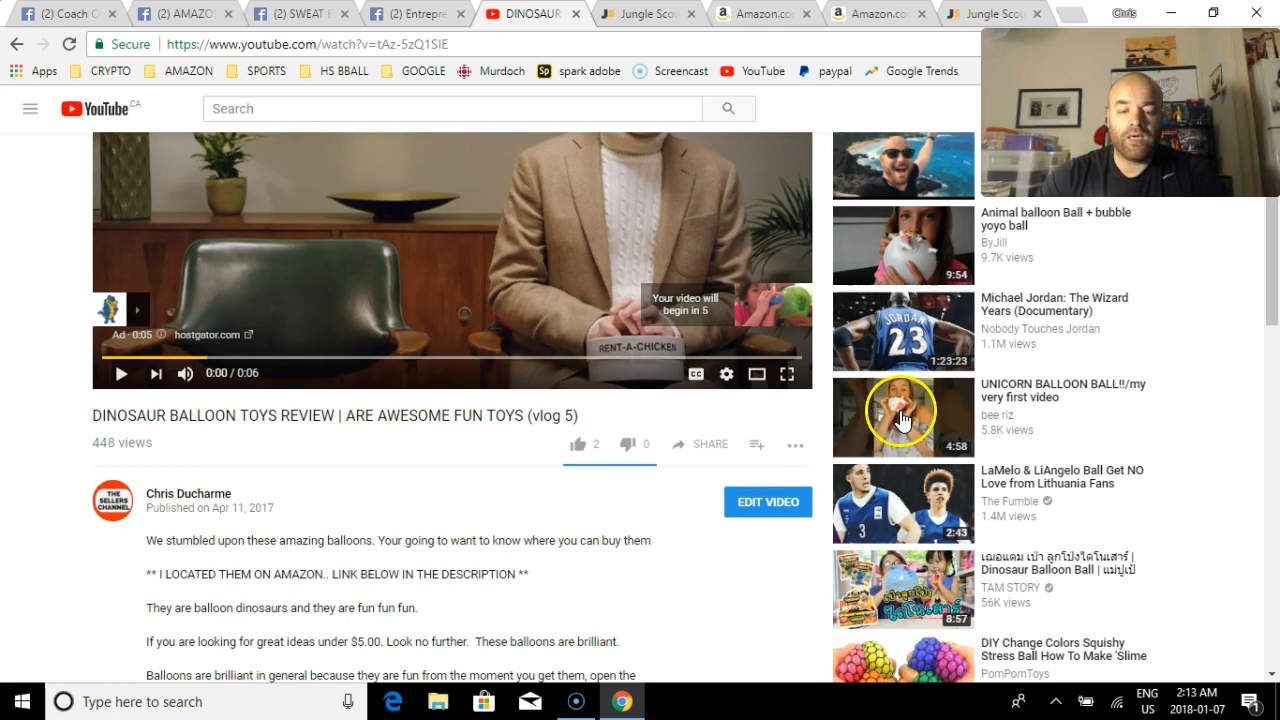 (2) Coach C
(2) AMAZON
(2) SWEAT E
(2) Entrepre
DINOSAUR
Jungle Scou
Amazon.com
Amazon.com
Jungle Scou
Chris
Secure
https://www.youtube.com/watch?v=tAz-5zQ1SIE
Apps
CRYPTO
AMAZON
SPORTS
HS BBALL
GOOGLE
Murdoch
Sp
spark adobe
Screencast
YouTube
paypal
Google Trends
YouTube CA
Search
Your video will
begin in 5
Ad - 0:05
hostgator.com
RENT-A-CHICKEN
0:00 / 0:06
CC
DINOSAUR BALLOON TOYS REVIEW | ARE AWESOME FUN TOYS (vlog 5)
448 views
2
0
SHARE
THE
SELLERS
CHANNEL
Chris Ducharme
Published on Apr 11, 2017
EDIT VIDEO
We stumbled upon these amazing balloons. Your going to want to know where you can buy them
** I LOCATED THEM ON AMAZON.. LINK BELOW IN THE DESCRIPTION **
They are balloon dinosaurs and they are fun fun fun.
If you are looking for great ideas under $5.00. Look no further. These balloons are brilliant.
Balloons are brilliant in general because they are fun from the moment you get them, open the
Animal balloon Ball + bubble
yoyo ball
ByJill
9.7K views
9:54
Michael Jordan: The Wizard
Years (Documentary)
Nobody Touches Jordan
1.1M views
JORDAN
23
1:23:23
UNICORN BALLOON BALL!!/my
very first video
bee riz
5.8K views
4:58
LaMelo & LiAngelo Ball Get NO
Love from Lithuania Fans
The Fumble
1.4M views
3
2:43
เฌอแตม เป่า ลูกโป่งไดโนเสาร์ |
Dinosaur Balloon Ball | แม่ปูเป้
TAM STORY
56K views
8:57
DIY Change Colors Squishy
Stress Ball How To Make 'Slime
PomPomToys
Type here to search
ENG
US
2:13 AM
2018-01-07
1